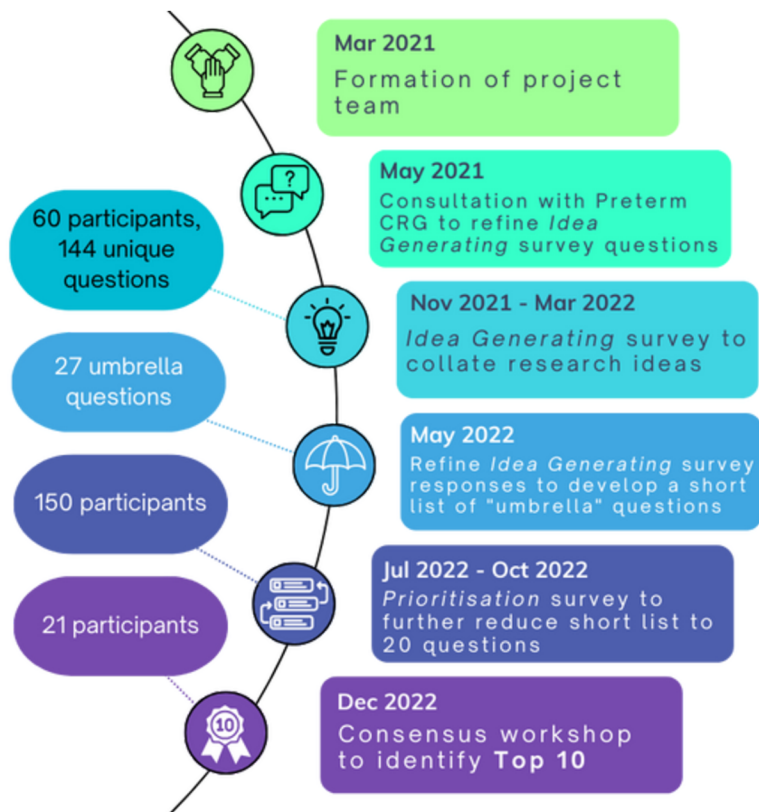 Mar 2021
Formation of project
team
May 2021
Consultation with Preterm
CRG to refine Idea
Generating survey questions
60 participants,
144 unique
questions
Nov 2021 - Mar 2022
Idea Generating survey to
collate research ideas
27 umbrella
questions
May 2022
Refine Idea Generating survey
responses to develop a short
list of "umbrella" questions
150 participants
Jul 2022 - Oct 2022
Prioritisation survey to
further reduce short list to
20 questions
21 participants
10
Dec 2022
Consensus workshop
to identify Top 10
?